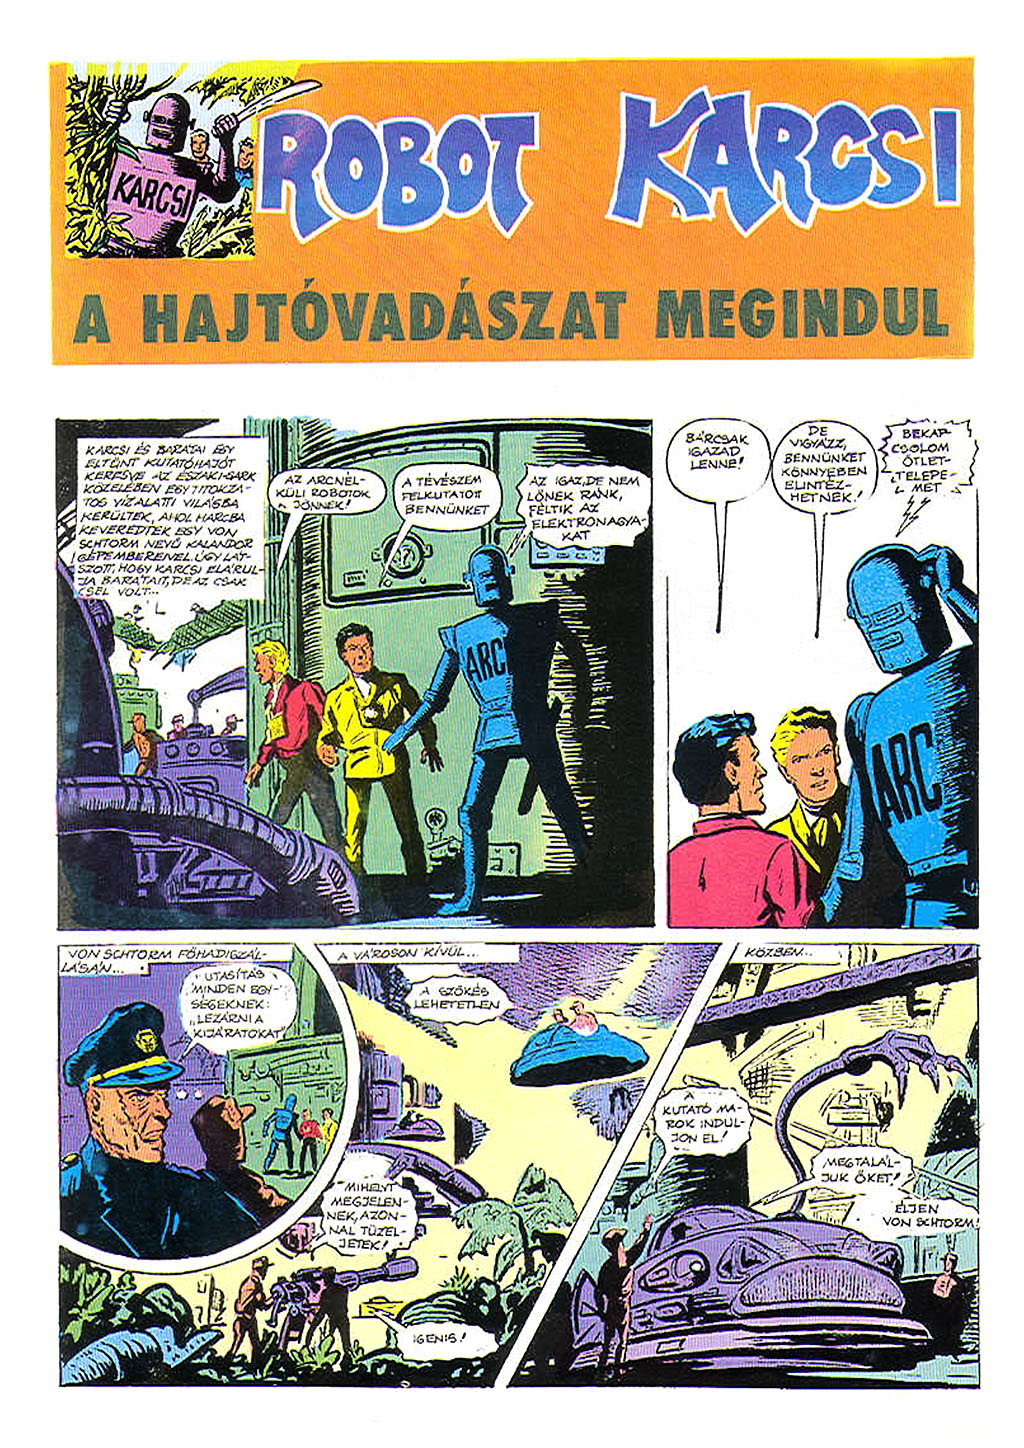 KARCSI
ROBOT KARCSI
A HAJTÓVADÁSZAT MEGINDUL
KARCSI ÉS BARATAI EGY
ELTŰNT KUTATÓHAJÓT
KERESVE AZ ÉSZAKI-SARK
KÖZELÉBEN EGY TITOKZA-
TOS VIZALATTI VILÁGBA
KERÜLTEK, AHOL HARCBA
KEVEREDTEK EGY VON
SCHTORM NEVŰ KALANDOR
GÉPEMBEREIVEL. ÚGY LÁT-
SZOTT, HOGY KARCSI ELÁRUL-
JA BARÁTAIT, DE AZ CSAK
CSEL VOLT...
AZ ARCNÉL-
KÜLI ROBOTOK
JÖNNEK!
A TÉVÉSZEM
FELKUTATOTT
BENNÜNKET
AZ IGAZ, DE NEM
LŐNEK RÁNK,
FÉLTIK AZ
ELEKTRONAGYA-
KAT
ARC
BÁRCSAK
IGAZAD
LENNE!
DE
VIGYÁZZ,
BENNÜNKET
KÖNNYEBEN
ELINTÉZ-
HETNEK!
BEKAP-
CSOLOM
ÖTLET-
TELEPE-
MET
ARC
VON SCHTORM FŐHADISZÁL-
LÁSÁN...
UTASÍTÁS
MINDEN EGY-
SÉGEKNEK:
„LEZÁRNI A
KIJÁRATOKAT"
A VÁROSON KÍVÜL...
A SZÖKÉS
LEHETETLEN
MIHELYT
MEGJELEN-
NEK, AZON-
NAL TÜZEL-
JETEK!
IGENIS!
KÖZBEN...
A
KUTATÓ MA-
ROK INDUL-
JON EL!
MEGTALÁL-
JUK ŐKET!
ÉLJEN
VON SCHTORM!